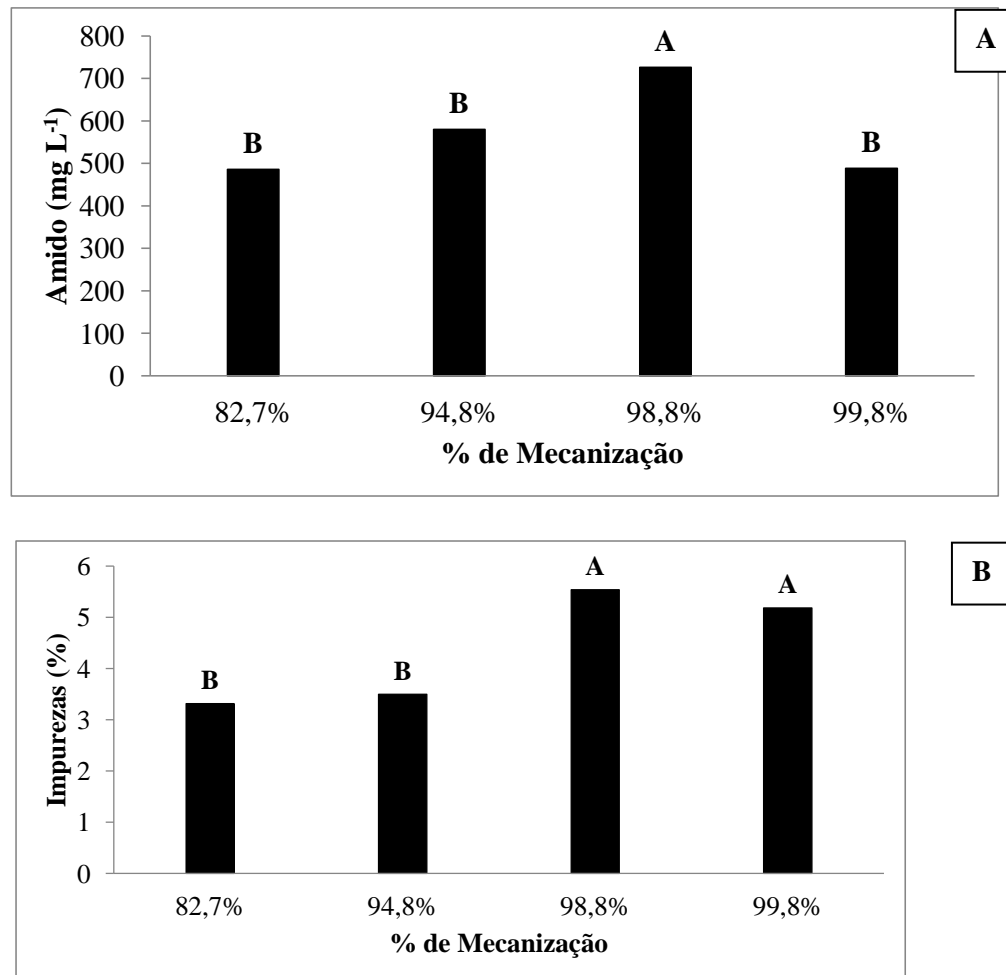 A
800
700
600
500
400
300
200
100
0
Amido (mg L-1)
B
B
A
B
82,7% 94,8% 98,8% 99,8%
% de Mecanização
B
6
5
4
3
2
1
0
Impurezas (%)
B
B
A
A
82,7% 94,8% 98,8% 99,8%
% de Mecanização